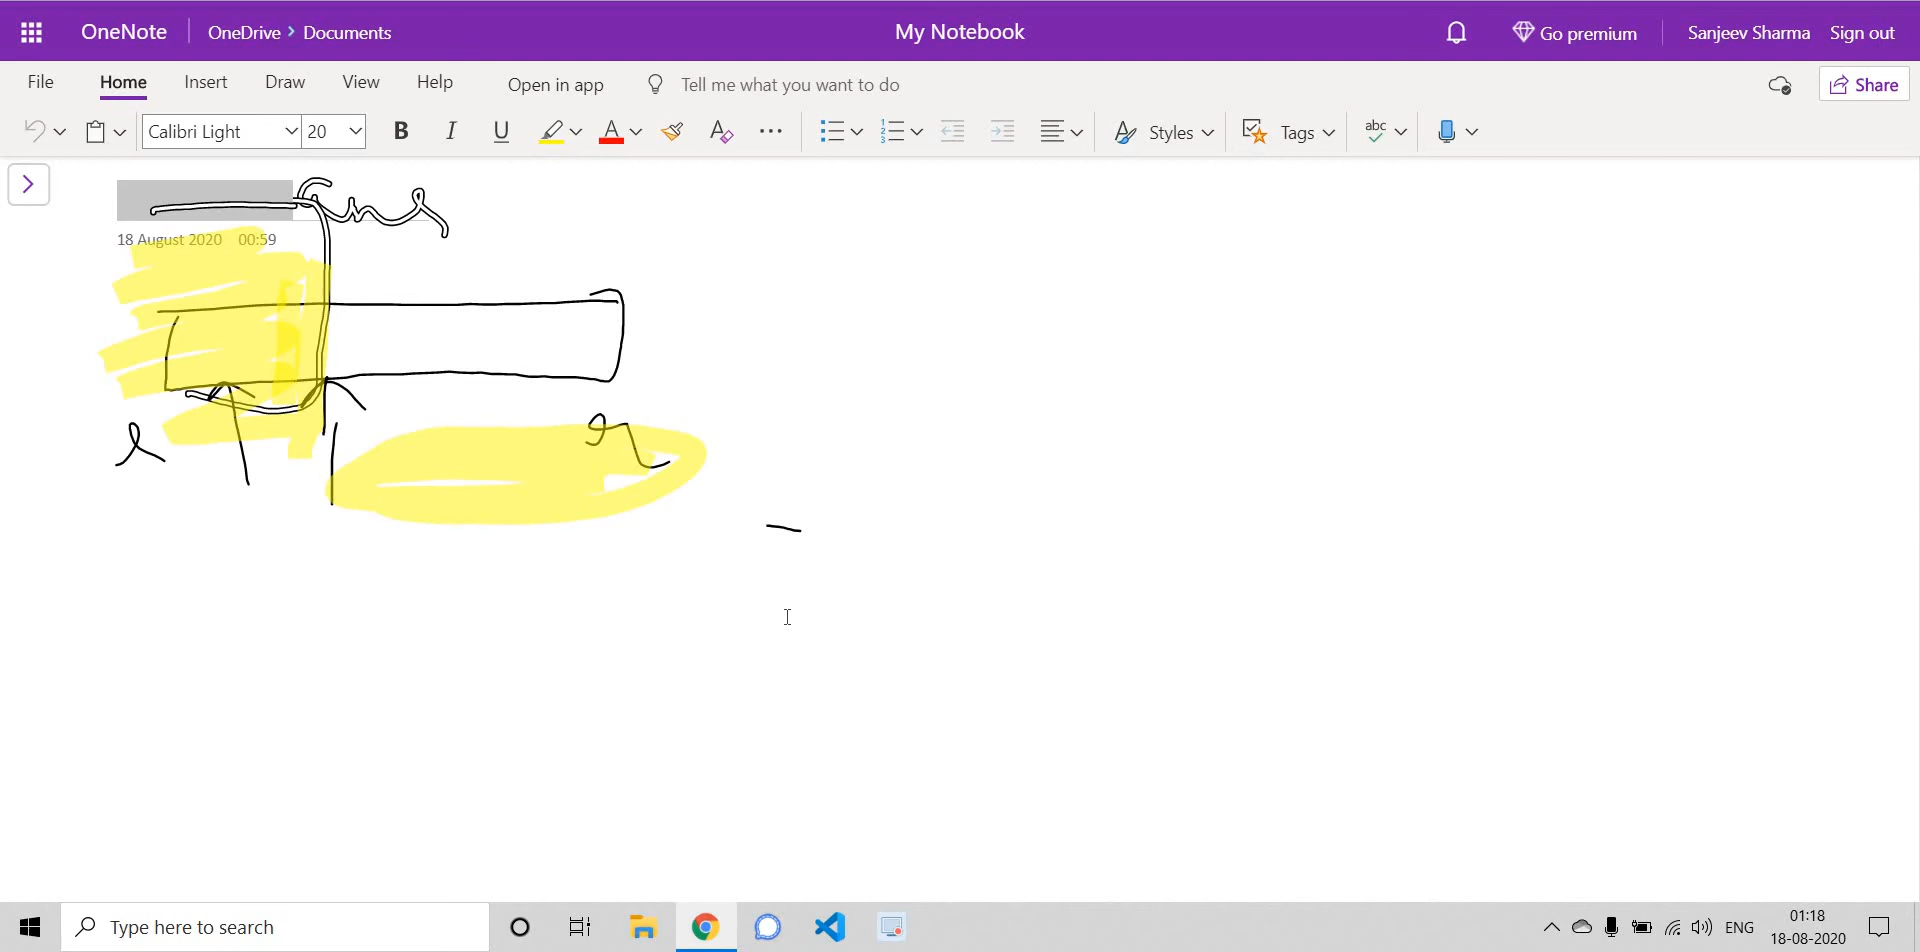 OneNote OneDrive > Documents My Notebook Go premium Sanjeev Sharma Sign out
File Home Insert Draw View Help Open in app Tell me what you want to do Share
Calibri Light 20 B I U A A Styles Tags abc
18 August 2020 00:59
l r
Type here to search ENG 01:18
18-08-2020